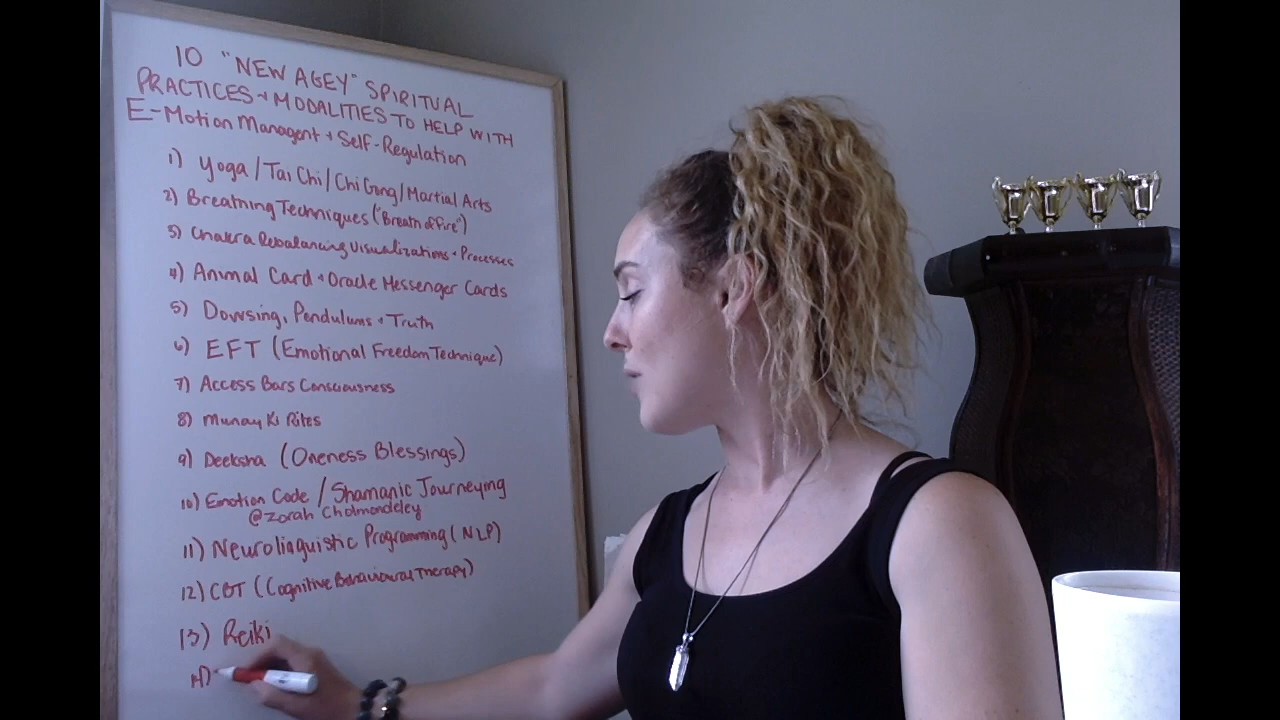 10 "NEW AGEY" SPIRITUAL
PRACTICES + MODALITIES TO HELP WITH
E-Motion Managent + Self-Regulation
1) Yoga / Tai Chi / Chi Gong / Martial Arts
2) Breathing Techniques ("Breath of Fire")
3) Chakra Rebalancing Visualizations + Processes
4) Animal Card + Oracle Messenger Cards
5) Dowsing, Pendulums + Truth
6) EFT (Emotional Freedom Technique)
7) Access Bars Consciousness
8) Munay Ki Rites
9) Deeksha (Oneness Blessings)
10) Emotion Code / Shamanic Journeying
@Zorah Cholmondeley
11) Neurolinguistic Programming (NLP)
12) CBT (Cognitive Behavioural Therapy)
13) Reiki
14)